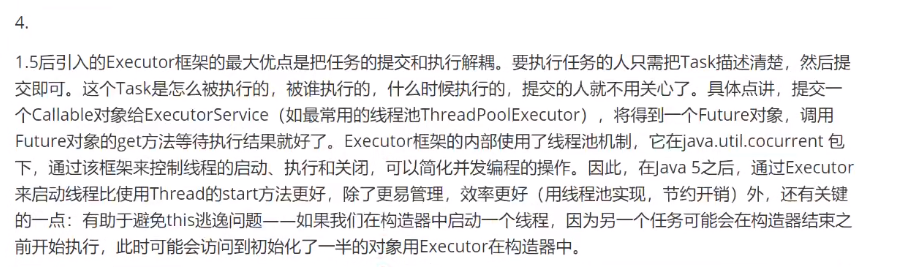 4.
1.5后引入的Executor框架的最大优点是把任务的提交和执行解耦。要执行任务的人只需把Task描述清楚，然后提
交即可。这个Task是怎么被执行的，被谁执行的，什么时候执行的，提交的人就不用关心了。具体点讲，提交一
个Callable对象给ExecutorService（如最常用的线程池ThreadPoolExecutor），将得到一个Future对象，调用
Future对象的get方法等待执行结果就好了。Executor框架的内部使用了线程池机制，它在java.util.cocurrent 包
下，通过该框架来控制线程的启动、执行和关闭，可以简化并发编程的操作。因此，在Java 5之后，通过Executor
来启动线程比使用Thread的start方法更好，除了更易管理，效率更好（用线程池实现，节约开销）外，还有关键
的一点：有助于避免this逃逸问题——如果我们在构造器中启动一个线程，因为另一个任务可能会在构造器结束之
前开始执行，此时可能会访问到初始化了一半的对象用Executor在构造器中。